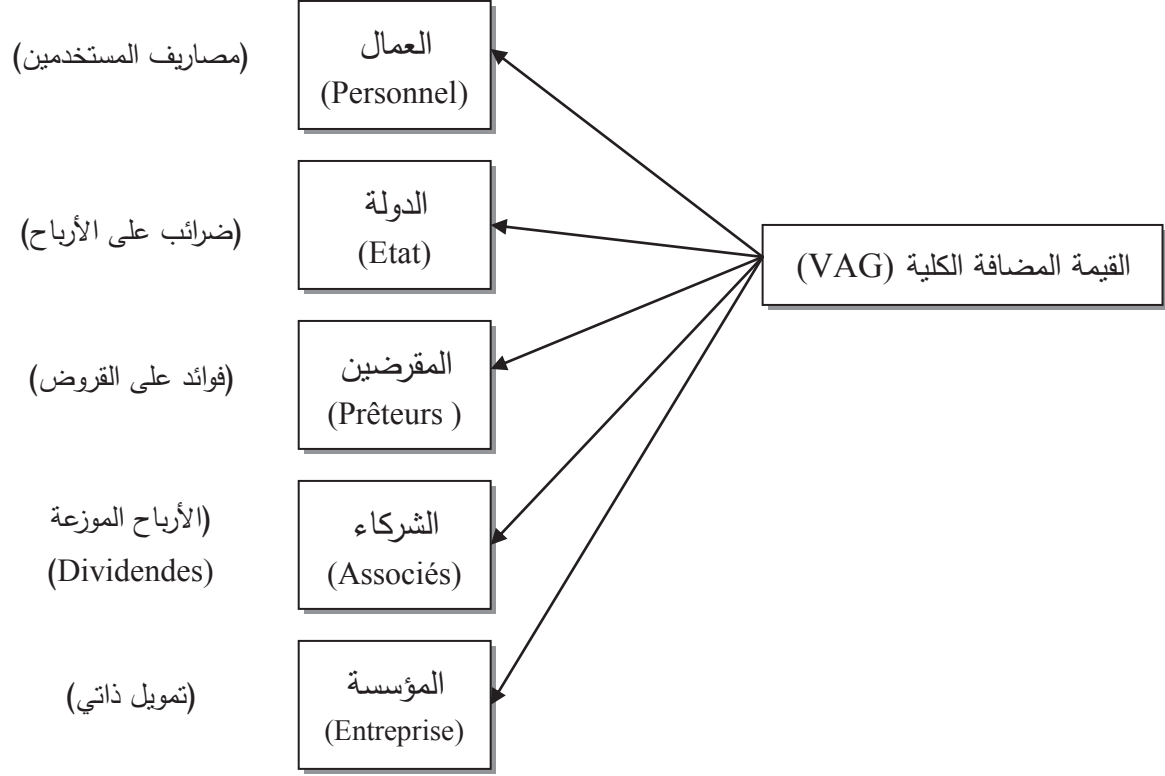 القيمة المضافة الكلية (VAG)
العمال
(Personnel)
(مصاريف المستخدمين)
الدولة
(Etat)
(ضرائب على الأرباح)
المقرضين
(Prêteurs )
(فوائد على القروض)
الشركاء
(Associés)
(الأرباح الموزعة
(Dividendes)
المؤسسة
(Entreprise)
(تمويل ذاتي)